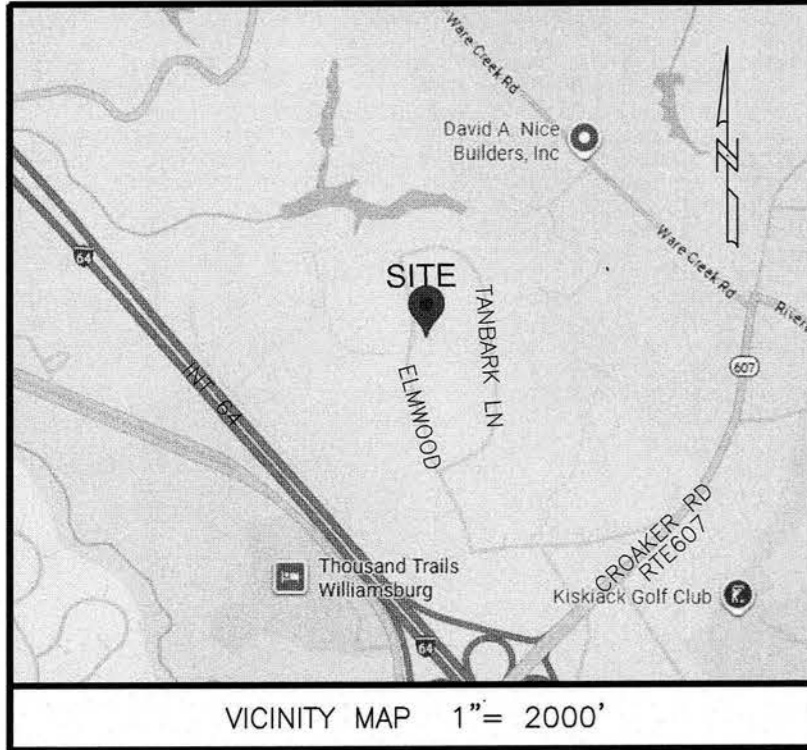 Ware Creek Rd
David A. Nice
Builders, Inc
N
64
Ware Creek Rd
SITE
TANBARK LN
607
INT 64
ELMWOOD
CROAKER RD
RTE607
Thousand Trails
Williamsburg
Kiskiack Golf Club
64
VICINITY MAP 1"= 2000'